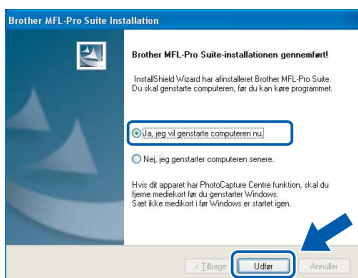 Brother MFL-Pro Suite Installation
Brother MFL-Pro Suite-installationen gennemført!
InstallShield Wizard har afinstalleret Brother MFL-Pro Suite.
Du skal genstarte computeren, før du kan køre programmet.
Ja, jeg vil genstarte computeren nu.
Nej, jeg genstarter computeren senere.
Hvis dit apparat har PhotoCapture Centre funktion, skal du
fjerne mediekort før du genstarter Windows.
Sæt ikke medikort i før Windows er startet igen.
< Tilbage
Udfør
Annuller